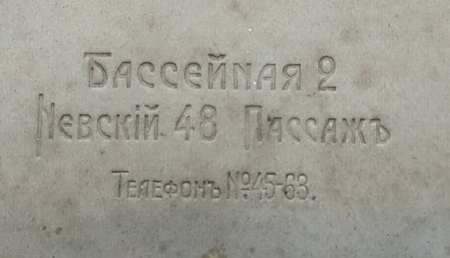 Бассейная 2
Невскій 48 Пассажъ
Телефонъ №45-63.